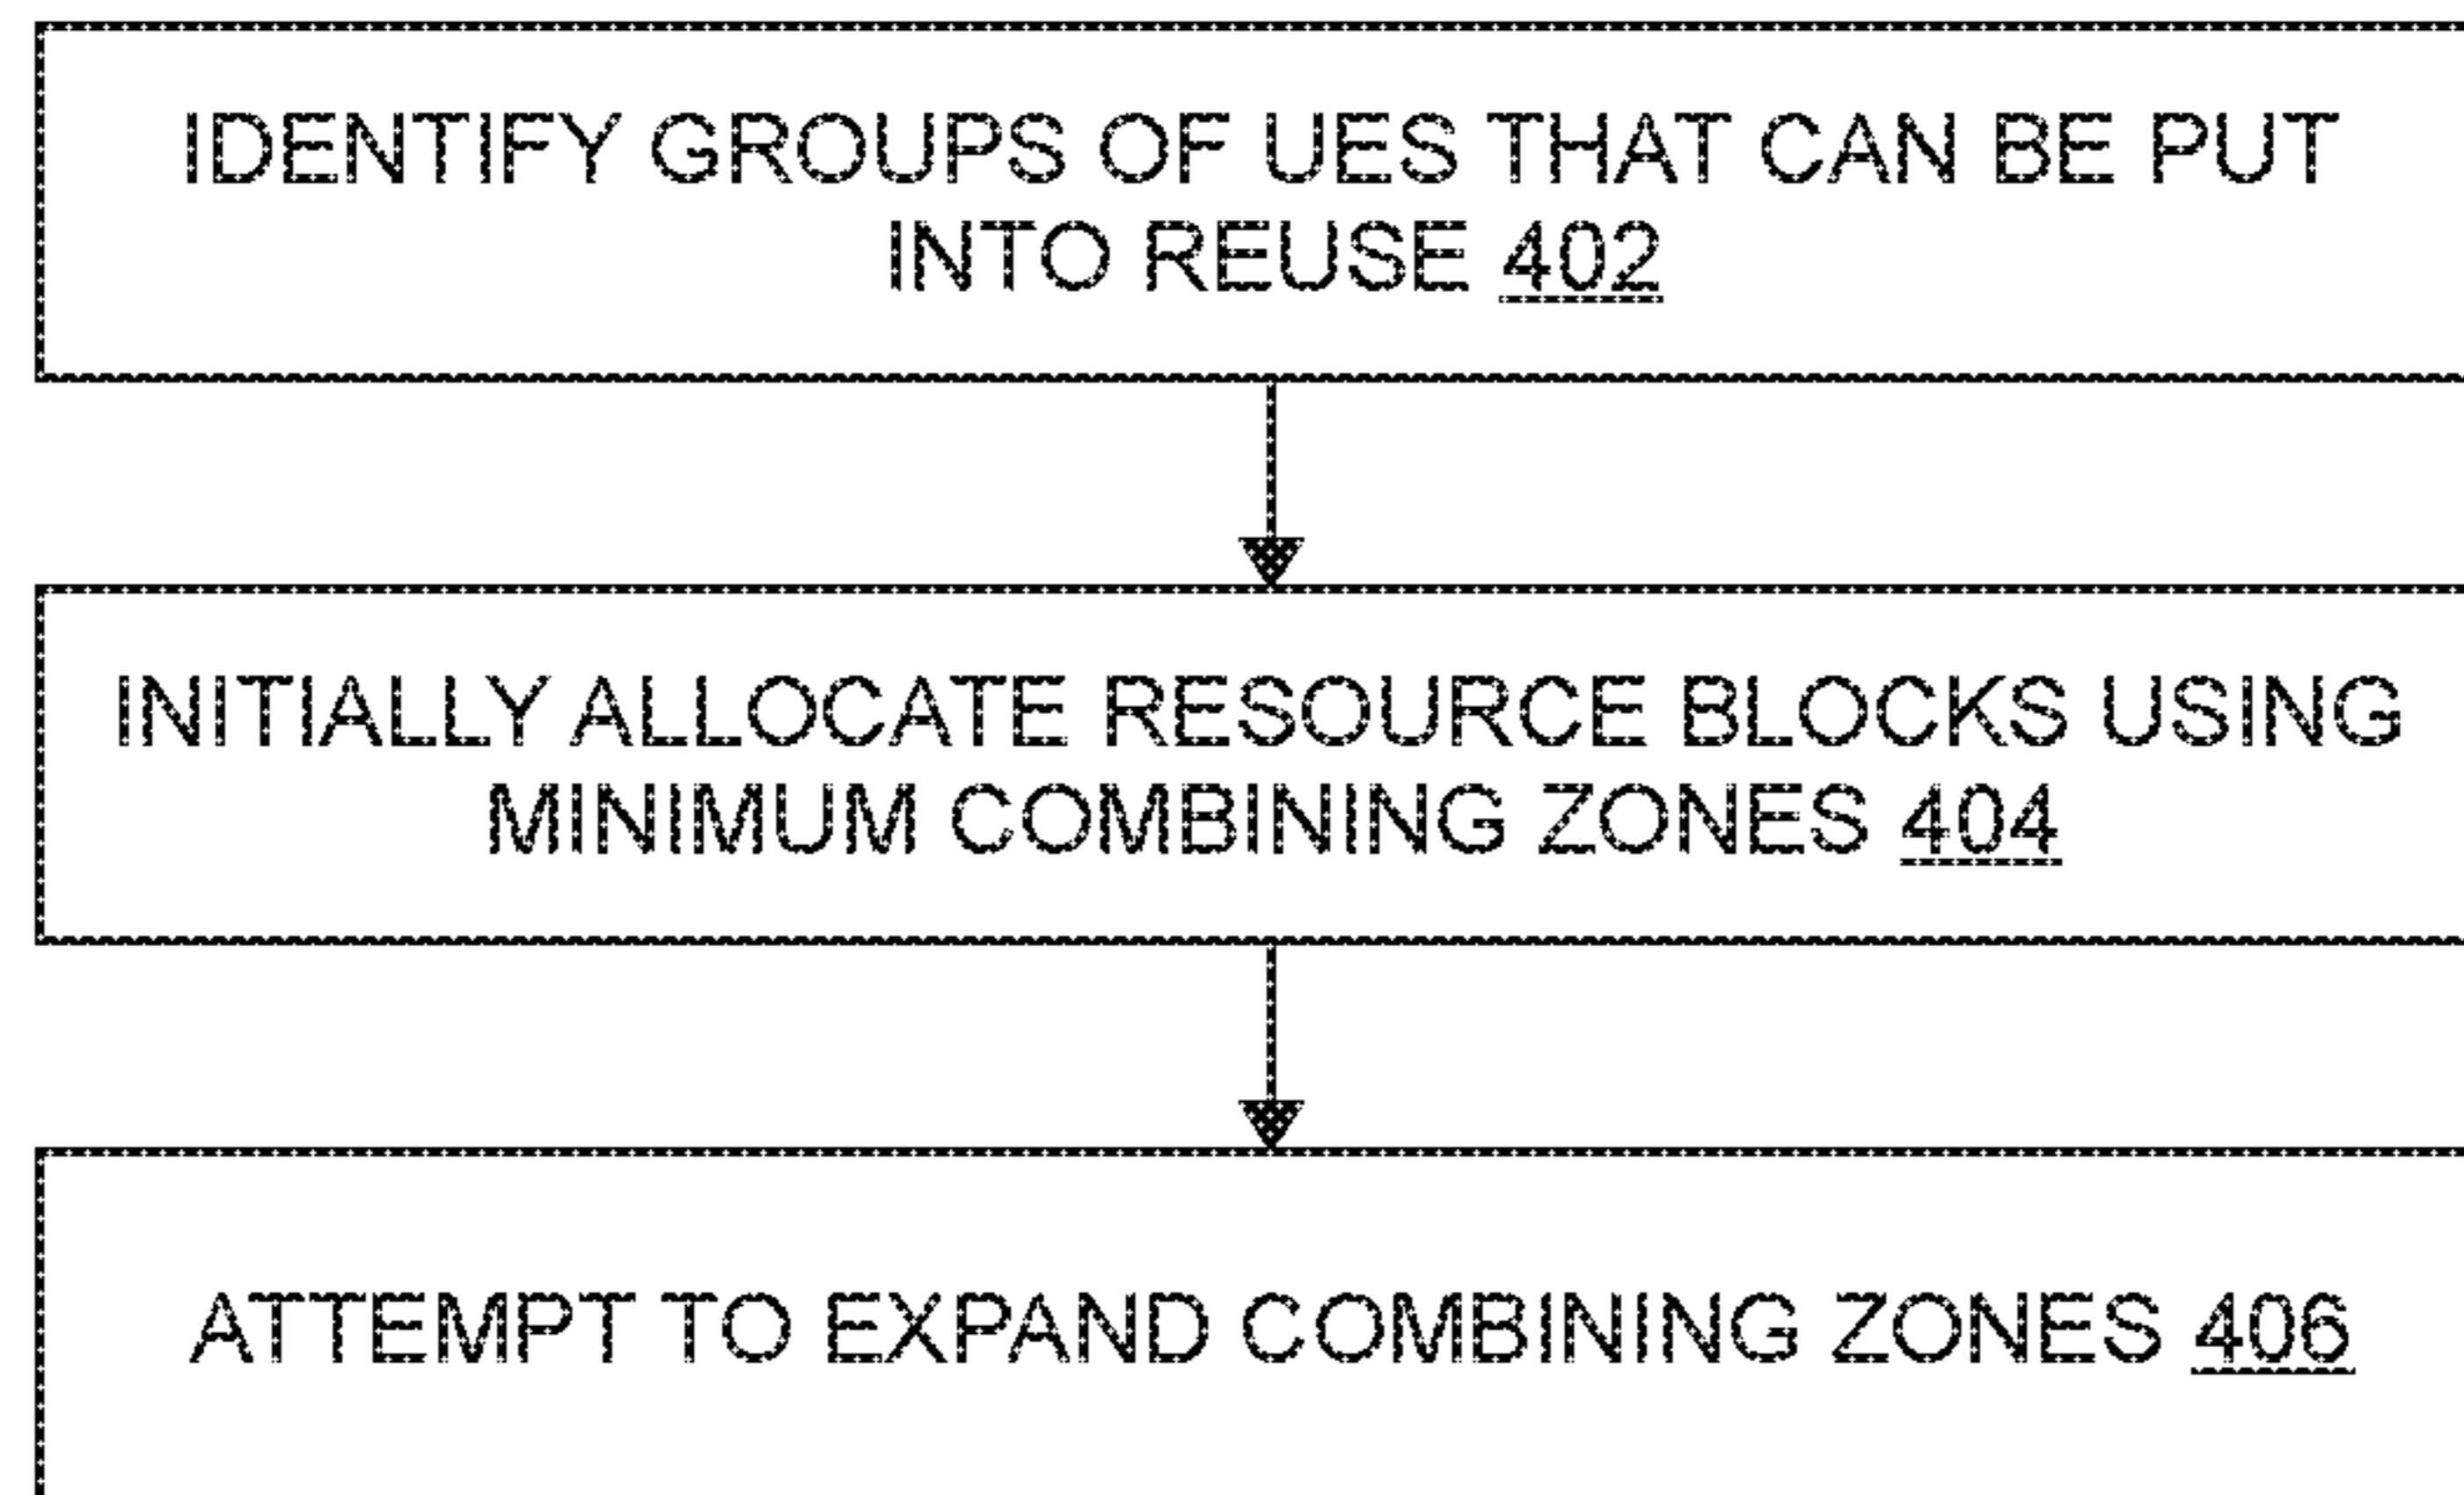 IDENTIFY GROUPS OF UES THAT CAN BE PUT
INTO REUSE 402
INITIALLY ALLOCATE RESOURCE BLOCKS USING
MINIMUM COMBINING ZONES 404
ATTEMPT TO EXPAND COMBINING ZONES 406